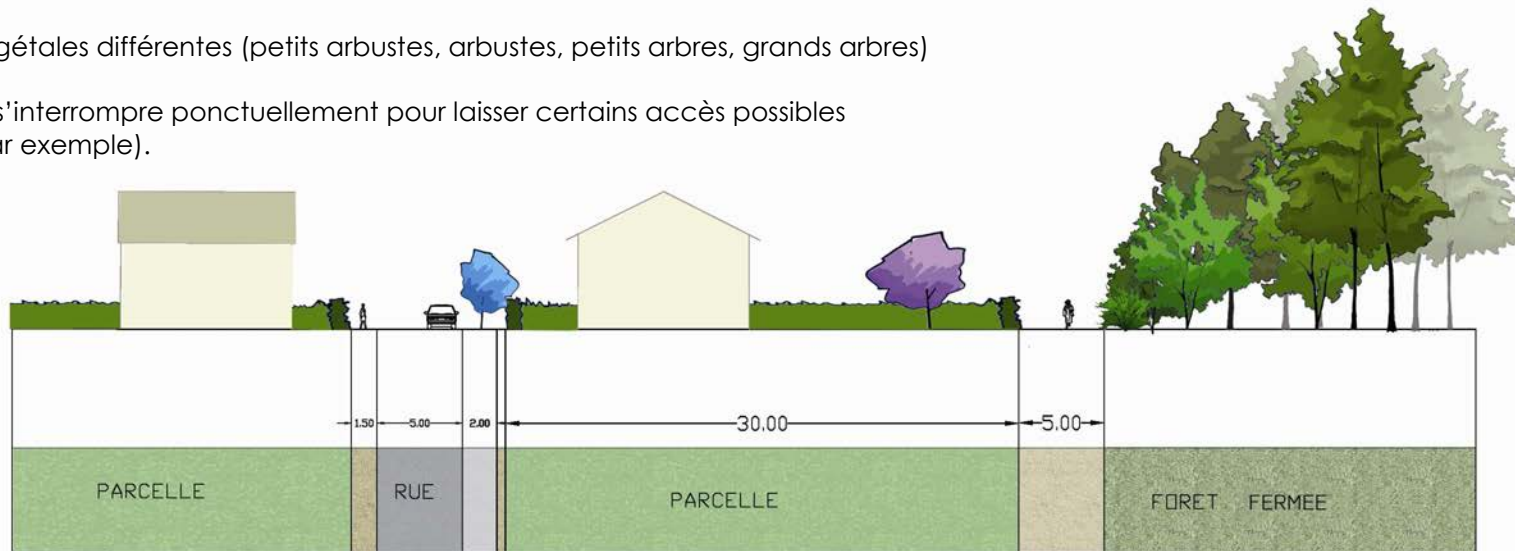 gétales différentes (petits arbustes, arbustes, petits arbres, grands arbres)
s'interrompre ponctuellement pour laisser certains accès possibles
ar exemple).
1.50 5.00 2.00 30.00 5.00
PARCELLE RUE PARCELLE FORET FERMEE